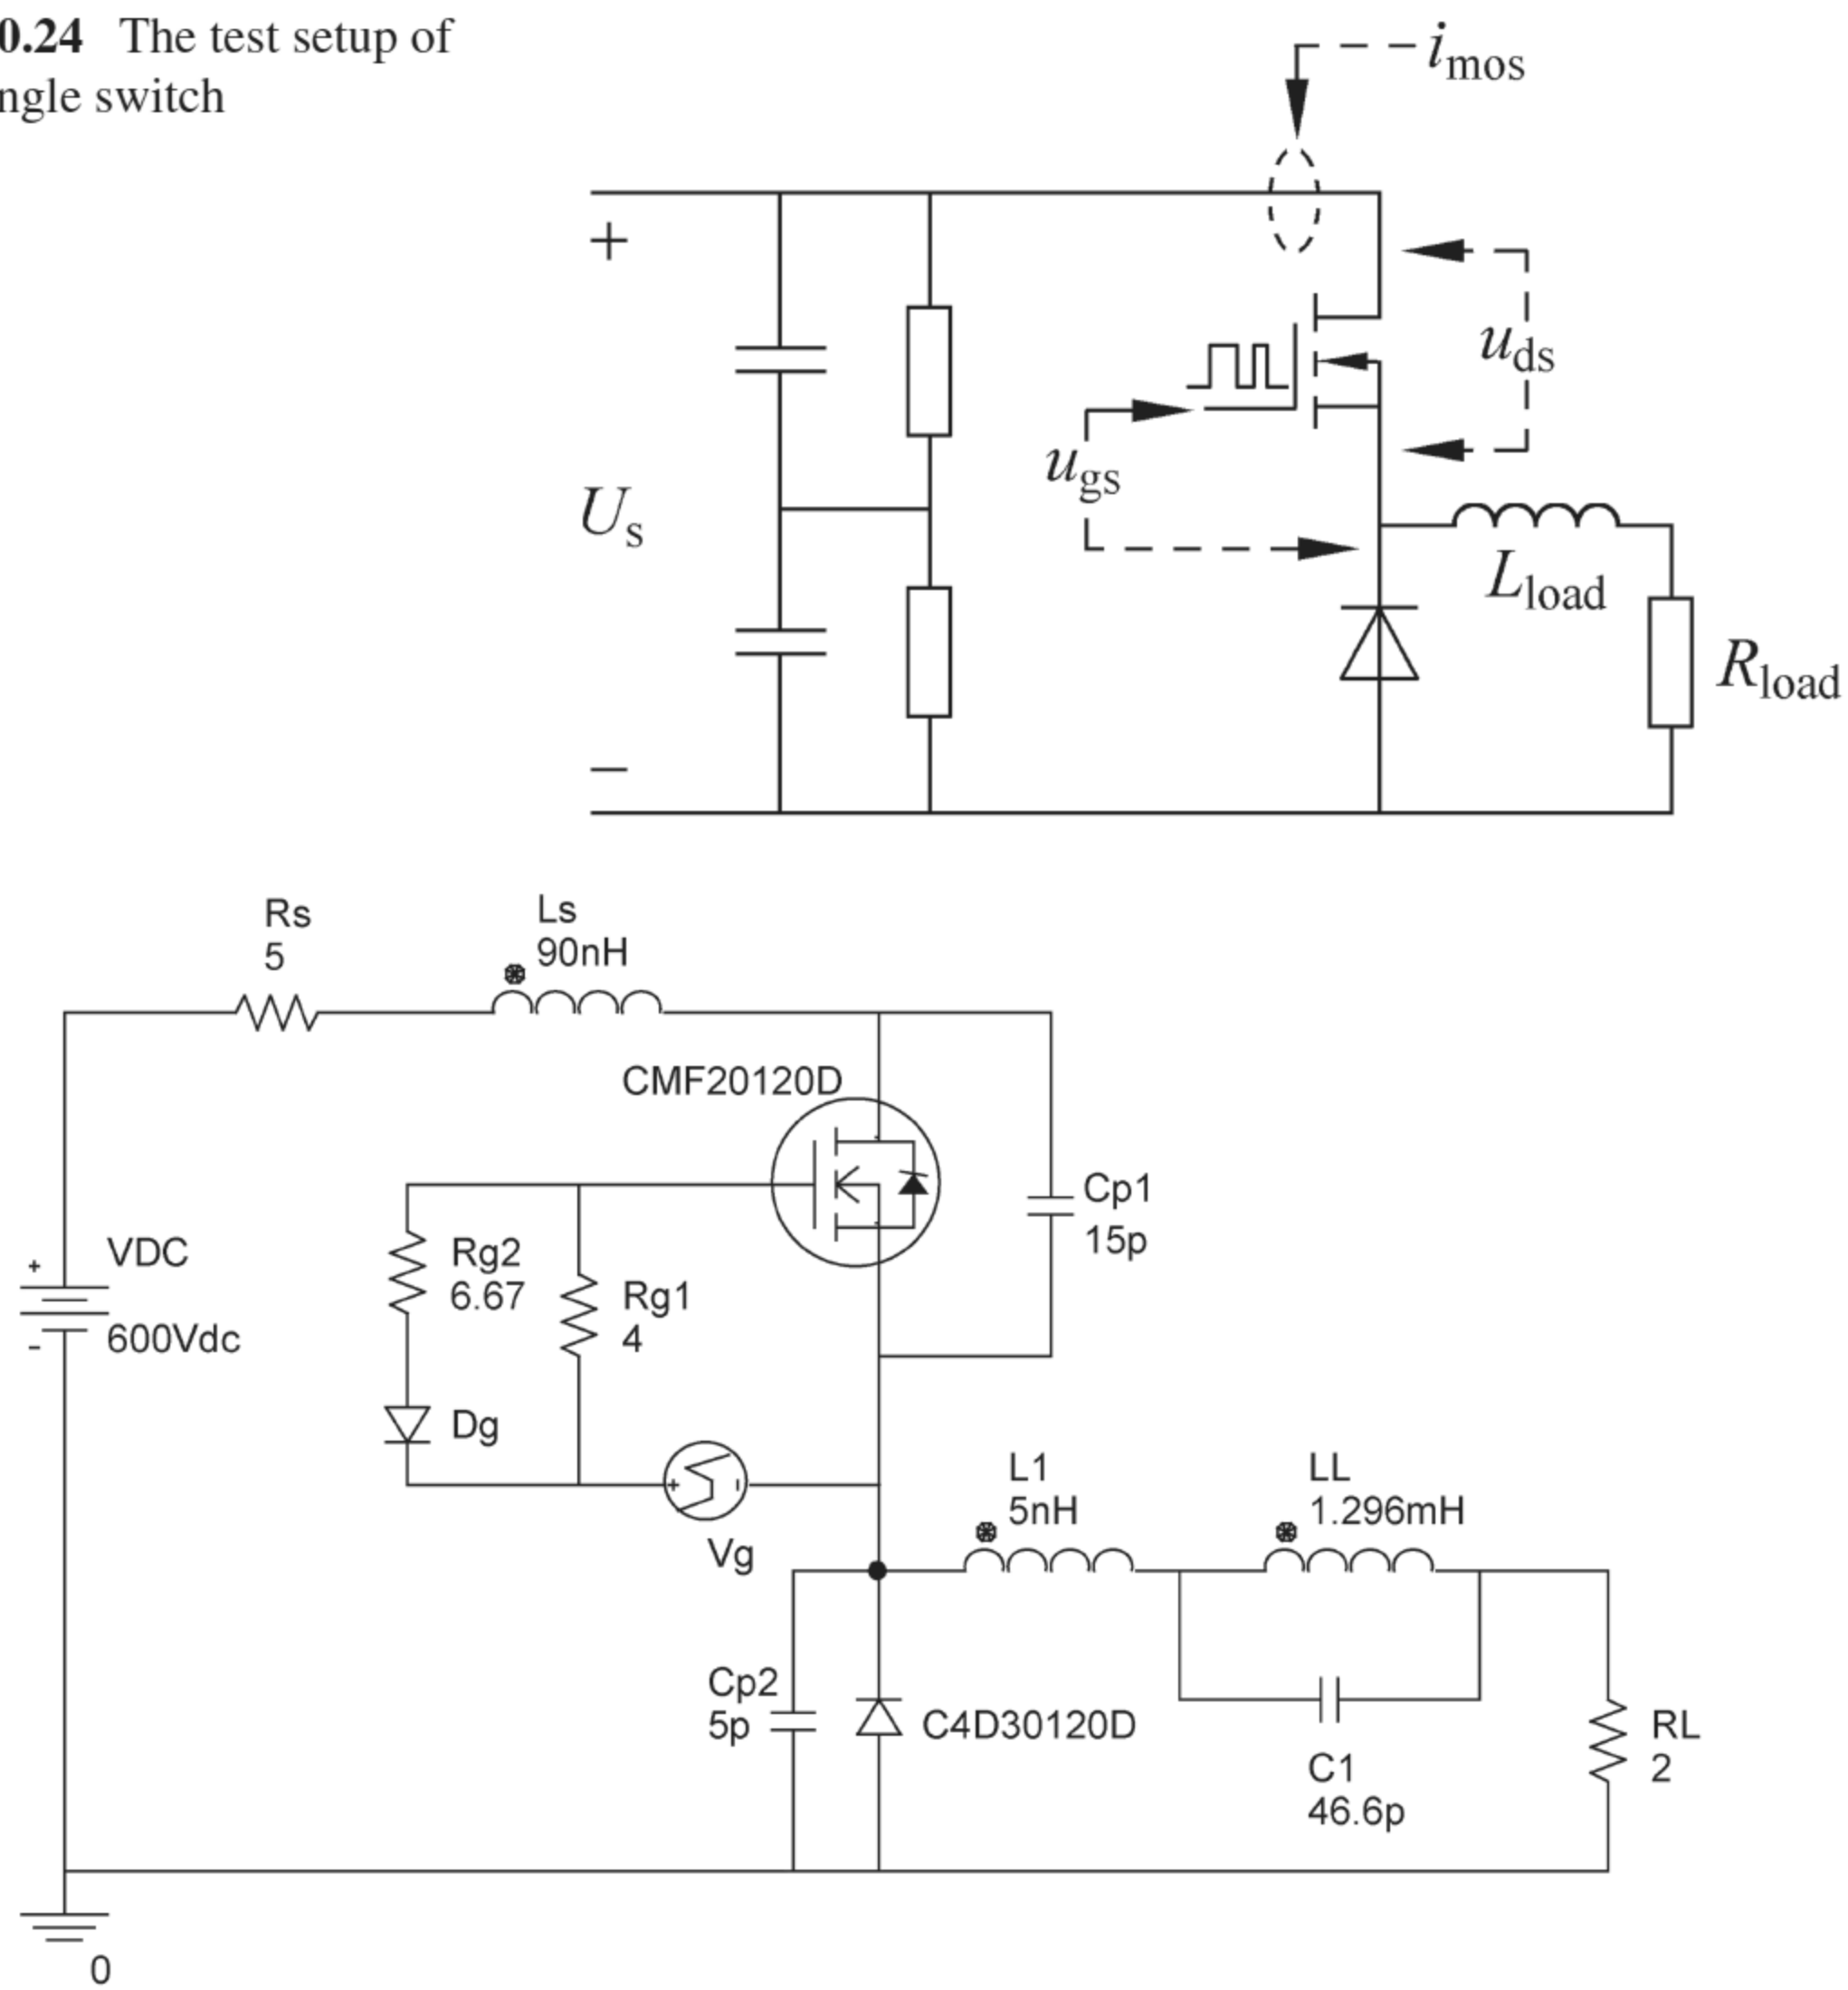 0.24 The test setup of
ngle switch
imos
+
uds
ugs
Us
Lload
Rload
−
Rs
5
Ls
90nH
CMF20120D
Cp1
15p
+
VDC
600Vdc
-
Rg2
6.67
Rg1
4
Dg
+
-
Vg
L1
5nH
LL
1.296mH
Cp2
5p
C4D30120D
C1
46.6p
RL
2
0